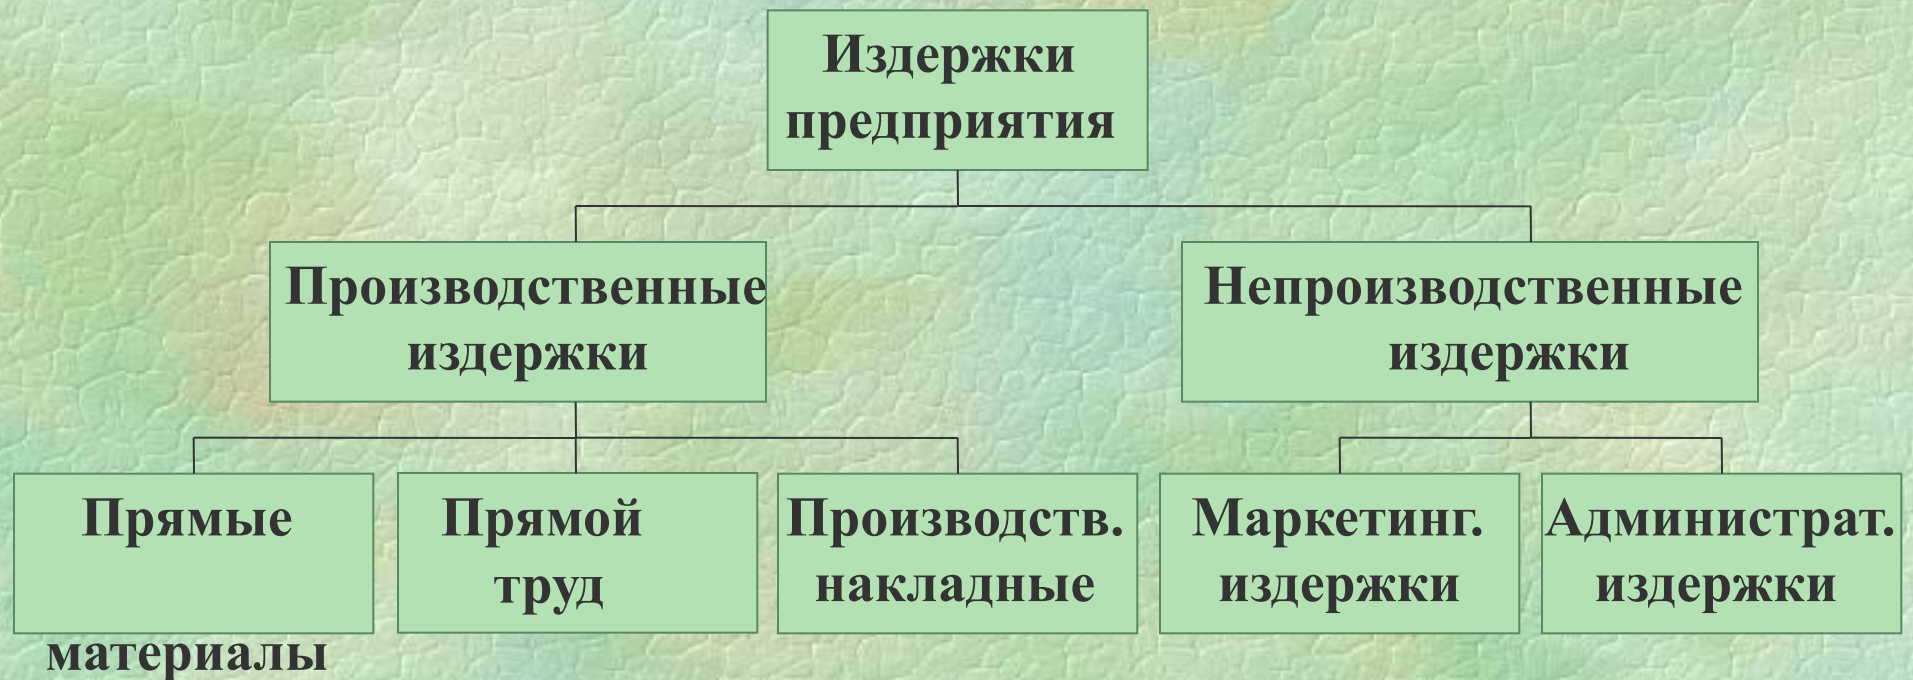 Издержки
предприятия
Производственные
издержки
Непроизводственные
издержки
Прямые
материалы
Прямой
труд
Производств.
накладные
Маркетинг.
издержки
Администрат.
издержки